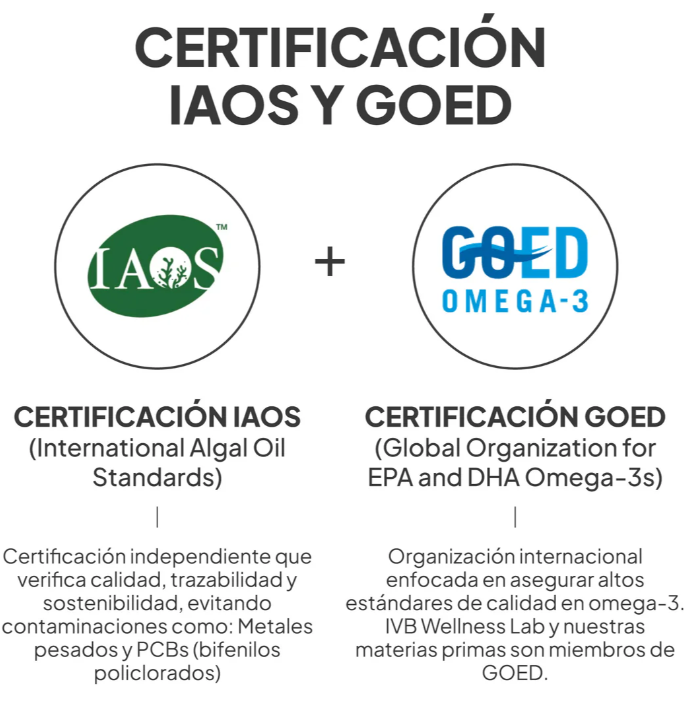 CERTIFICACIÓN
IAOS Y GOED
IAOS™
+
GOED
OMEGA-3
CERTIFICACIÓN IAOS
(International Algal Oil
Standards)
Certificación independiente que
verifica calidad, trazabilidad y
sostenibilidad, evitando
contaminaciones como: Metales
pesados y PCBs (bifenilos
policlorados)
CERTIFICACIÓN GOED
(Global Organization for
EPA and DHA Omega-3s)
Organización internacional
enfocada en asegurar altos
estándares de calidad en omega-3.
IVB Wellness Lab y nuestras
materias primas son miembros de
GOED.